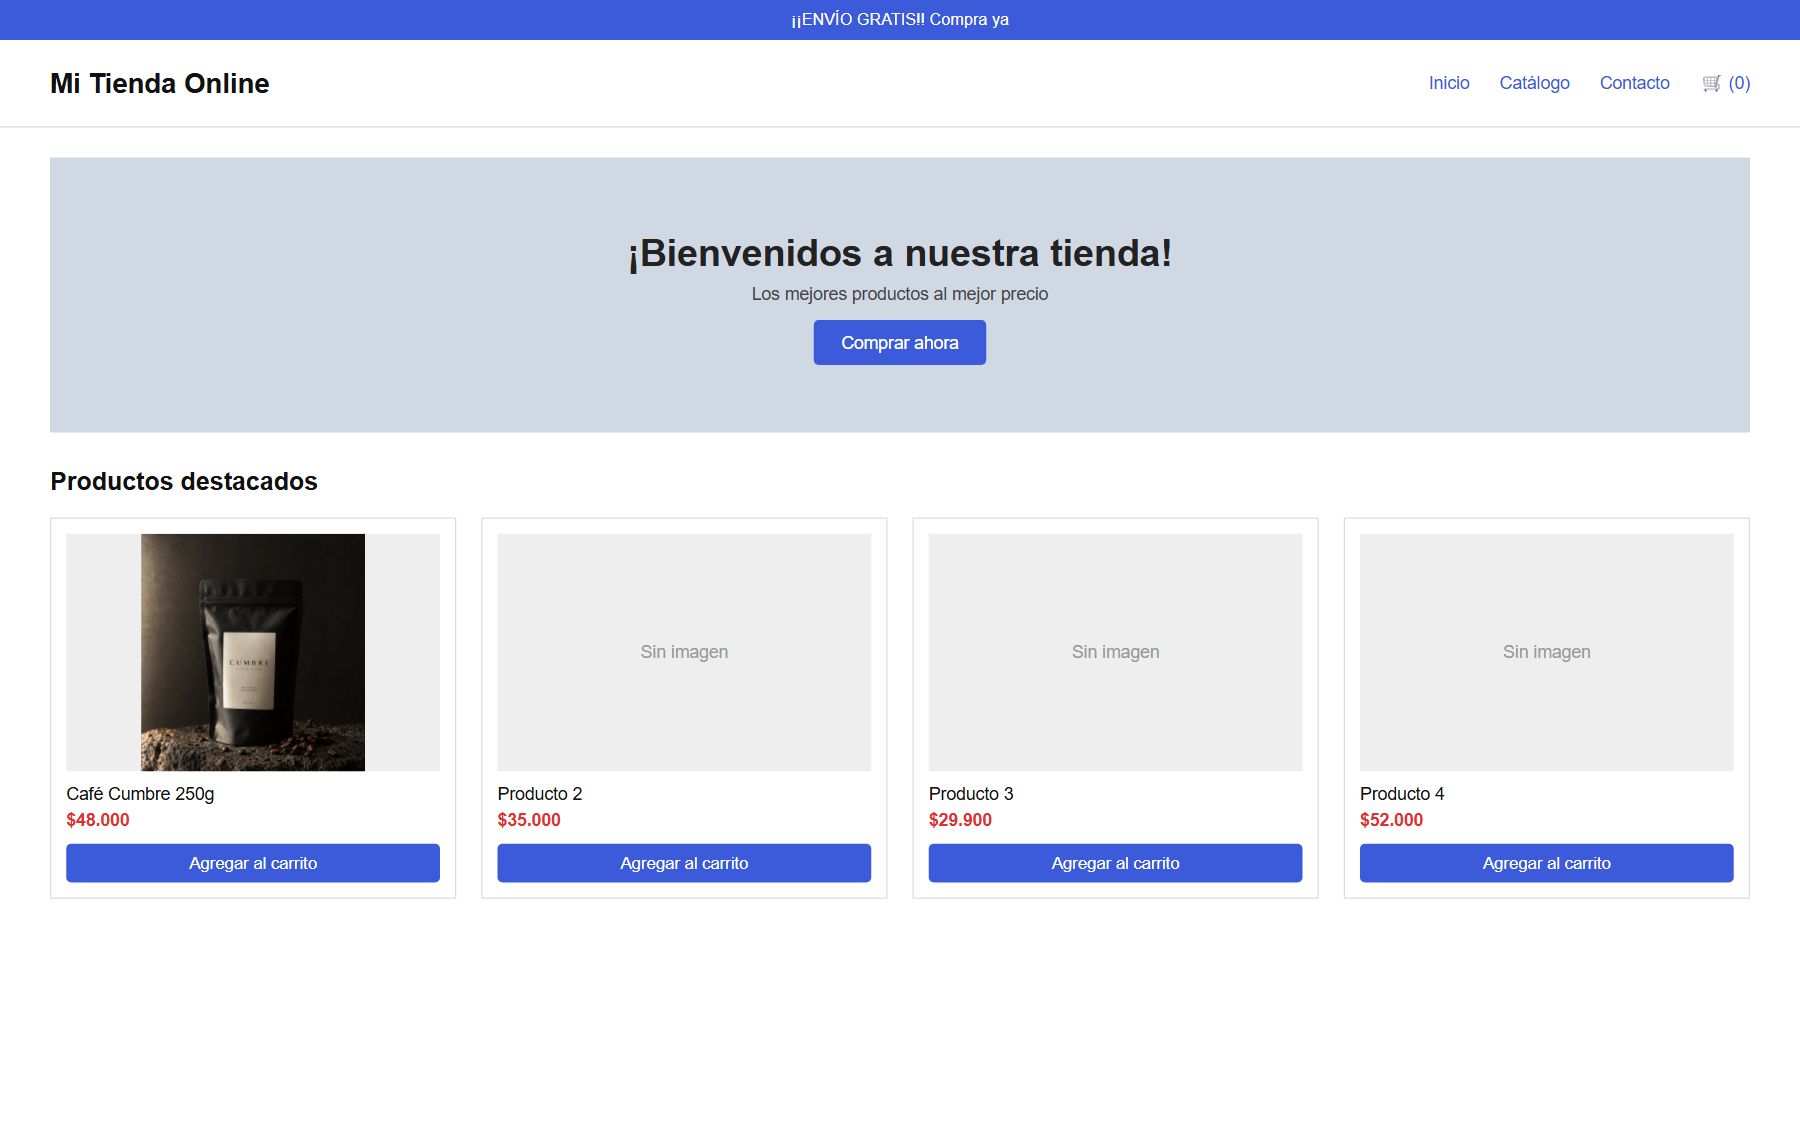 ¡¡ENVÍO GRATIS!! Compra ya
Mi Tienda Online
Inicio
Catálogo
Contacto
(0)
¡Bienvenidos a nuestra tienda!
Los mejores productos al mejor precio
Comprar ahora
Productos destacados
CUMBRE
Café Cumbre 250g
$48.000
Agregar al carrito
Sin imagen
Producto 2
$35.000
Agregar al carrito
Sin imagen
Producto 3
$29.900
Agregar al carrito
Sin imagen
Producto 4
$52.000
Agregar al carrito